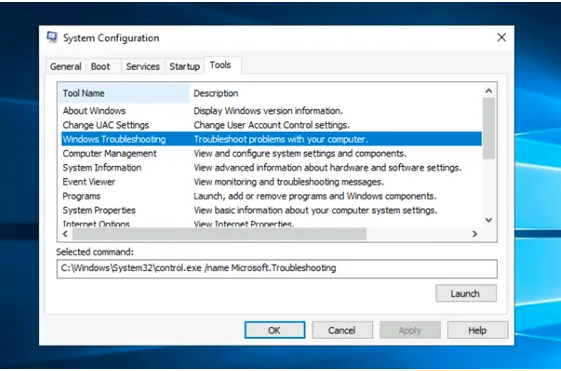 System Configuration
General Boot Services Startup Tools
Tool Name Description
About Windows Display Windows version information.
Change UAC Settings Change User Account Control settings.
Windows Troubleshooting Troubleshoot problems with your computer.
Computer Management View and configure system settings and components.
System Information View advanced information about hardware and software settings.
Event Viewer View monitoring and troubleshooting messages.
Programs Launch, add or remove programs and Windows components.
System Properties View basic information about your computer system settings.
Internet Options View Internet Properties.
Selected command:
C:\Windows\System32\control.exe /name Microsoft.Troubleshooting
Launch
OK Cancel Apply Help